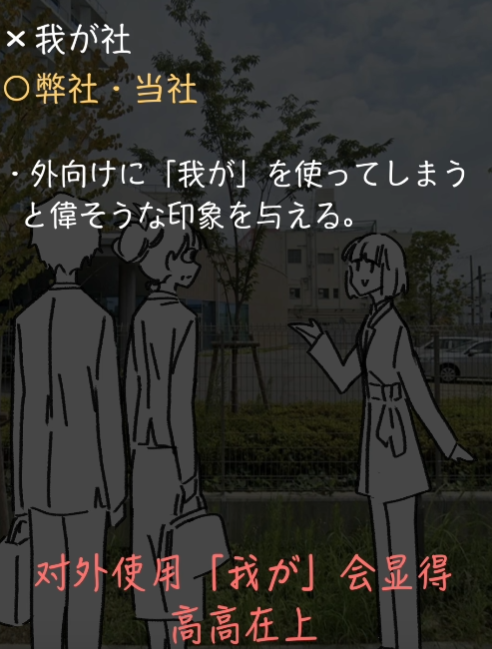 ×我が社
○弊社・当社
・外向けに「我が」を使ってしまう
と偉そうな印象を与える。
对外使用「我が」会显得
高高在上